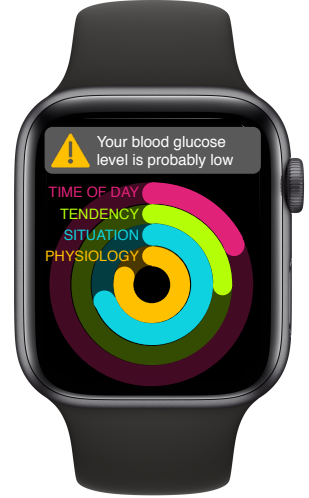 Your blood glucose
level is probably low
TIME OF DAY
TENDENCY
SITUATION
PHYSIOLOGY